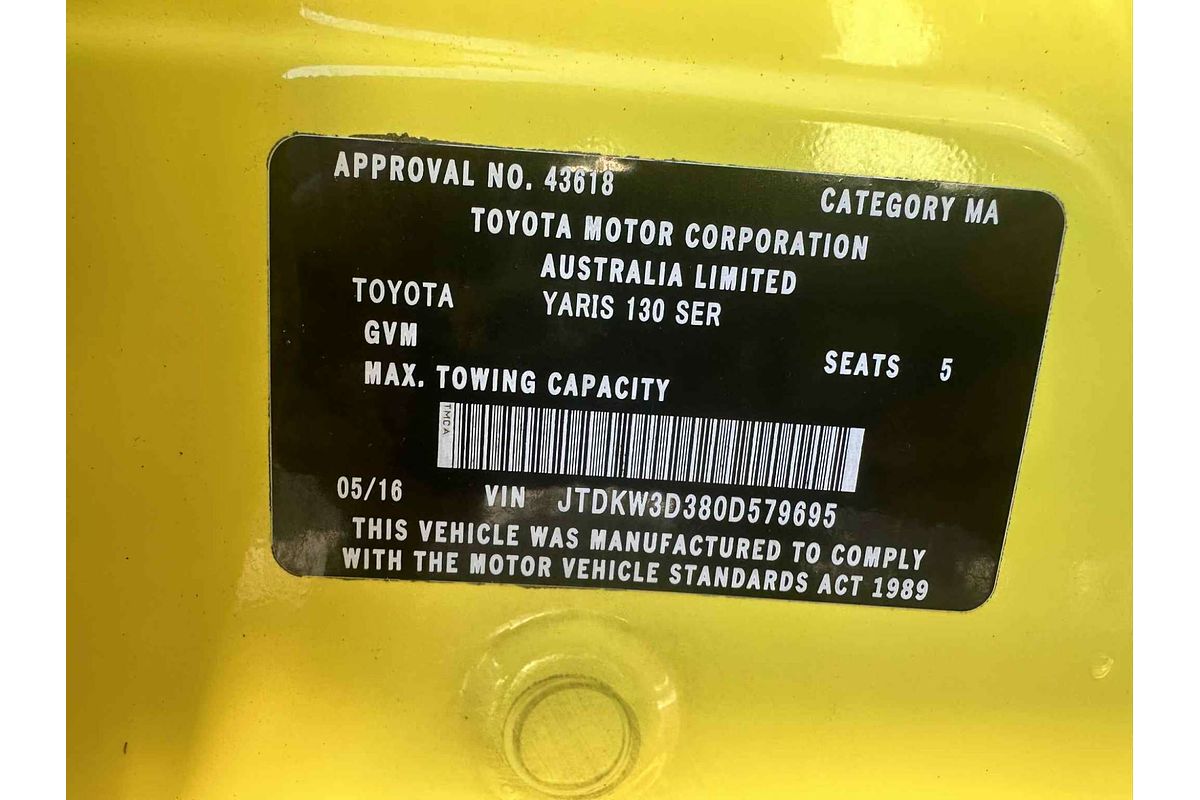 APPROVAL NO. 43618 CATEGORY MA
TOYOTA MOTOR CORPORATION
AUSTRALIA LIMITED
TOYOTA YARIS 130 SER
GVM SEATS 5
MAX. TOWING CAPACITY
TMCA
05/16 VIN JTDKW3D380D579695
THIS VEHICLE WAS MANUFACTURED TO COMPLY
WITH THE MOTOR VEHICLE STANDARDS ACT 1989